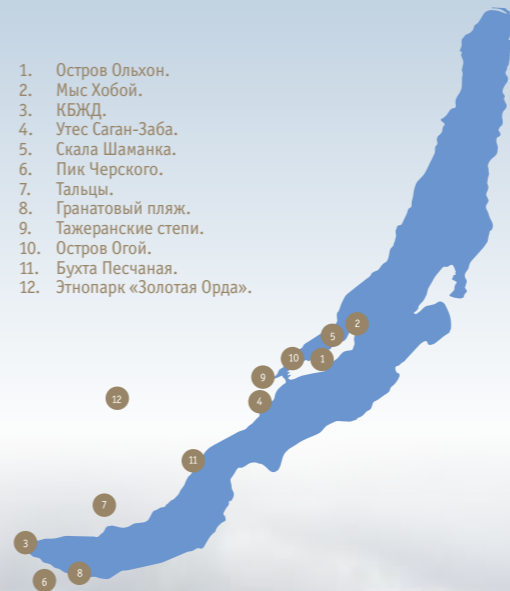 1. Остров Ольхон.
2. Мыс Хобой.
3. КБЖД.
4. Утес Саган-Заба.
5. Скала Шаманка.
6. Пик Черского.
7. Тальцы.
8. Гранатовый пляж.
9. Тажеранские степи.
10. Остров Огой.
11. Бухта Песчаная.
12. Этнопарк «Золотая Орда».
2
5
10
1
9
4
12
11
7
3
8
6